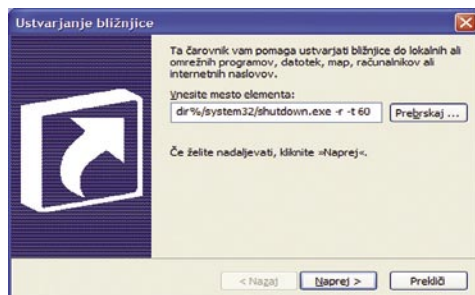 Ustvarjanje bližnjice
Ta čarovnik vam pomaga ustvarjati bližnjice do lokalnih ali
omrežnih programov, datotek, map, računalnikov ali
internetnih naslovov.
Vnesite mesto elementa:
dir%/system32/shutdown.exe -r -t 60
Prebrskaj ...
Če želite nadaljevati, kliknite »Naprej«.
< Nazaj
Naprej >
Prekliči